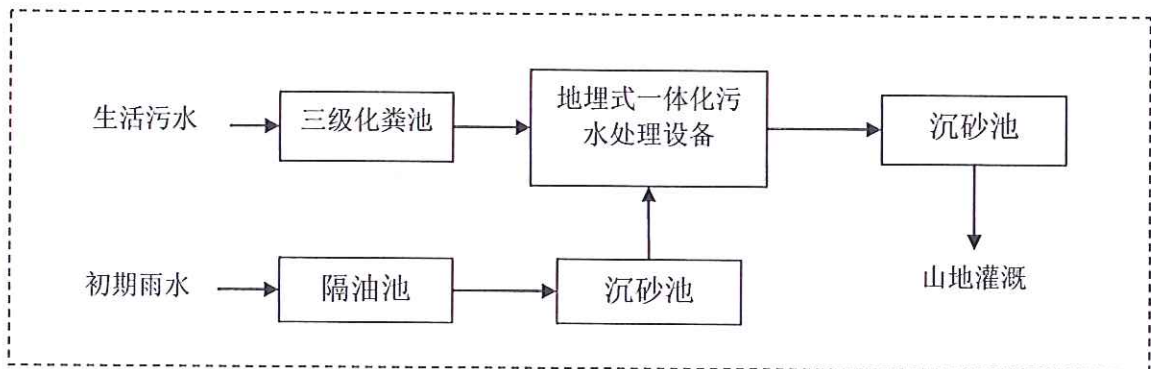 生活污水
三级化粪池
地埋式一体化污
水处理设备
沉砂池
初期雨水
隔油池
沉砂池
山地灌溉